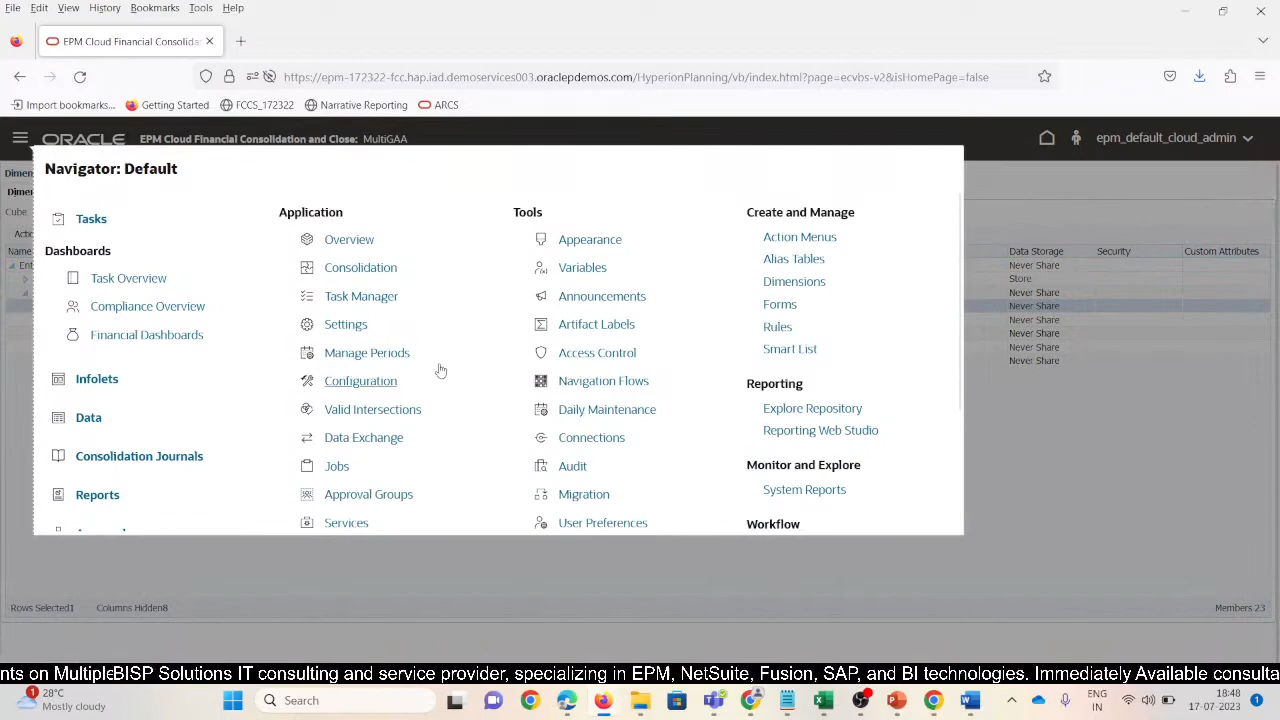 File Edit View History Bookmarks Tools Help
EPM Cloud Financial Consolidat
https://epm-172322-fcc.hap.iad.demoservices003.oraclepdemos.com/HyperionPlanning/vb/index.html?page=ecvbs-v2&isHomePage=false
Import bookmarks... Getting Started FCCS_172322 Narrative Reporting ARCS
ORACLE EPM Cloud Financial Consolidation and Close: MultiGAA epm_default_cloud_admin
Dimen
Dimer
Cube
Actio
Name
Ent
Navigator: Default
Tasks
Dashboards
Task Overview
Compliance Overview
Financial Dashboards
Infolets
Data
Consolidation Journals
Reports
Application
Overview
Consolidation
Task Manager
Settings
Manage Periods
Configuration
Valid Intersections
Data Exchange
Jobs
Approval Groups
Services
Tools
Appearance
Variables
Announcements
Artifact Labels
Access Control
Navigation Flows
Daily Maintenance
Connections
Audit
Migration
User Preferences
Create and Manage
Action Menus
Alias Tables
Dimensions
Forms
Rules
Smart List
Reporting
Explore Repository
Reporting Web Studio
Monitor and Explore
System Reports
Workflow
Data Storage Security Custom Attributes
Never Share
Store
Never Share
Never Share
Never Share
Never Share
Never Share
Never Share
Rows Selected1 Columns Hidden8 Members 23
nts on MultipleBISP Solutions IT consulting and service provider, specializing in EPM, NetSuite, Fusion, SAP, and BI technologies. Immediately Available consulta
1
28°C
Mostly cloudy
Search
ENG
IN
18:48
17-07-2023
1